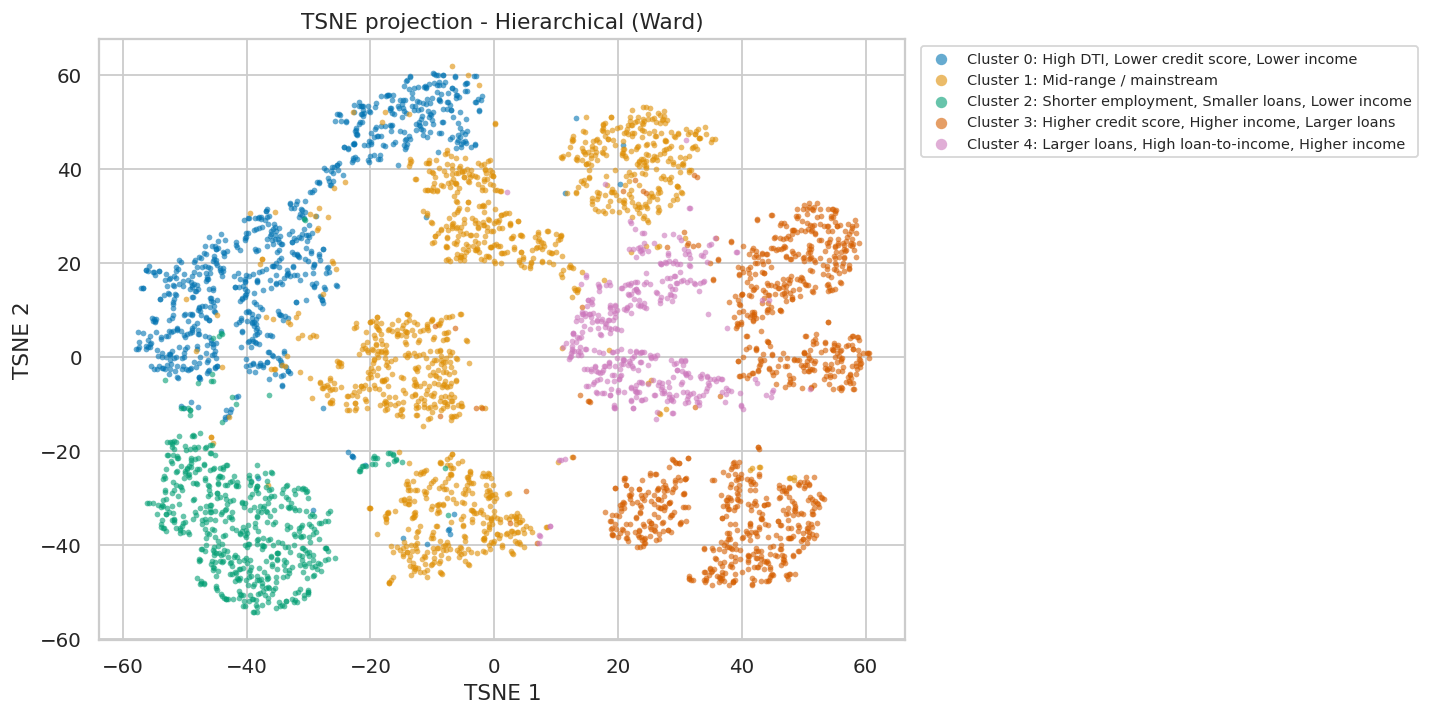 TSNE projection - Hierarchical (Ward)
Cluster 0: High DTI, Lower credit score, Lower income
Cluster 1: Mid-range / mainstream
Cluster 2: Shorter employment, Smaller loans, Lower income
Cluster 3: Higher credit score, Higher income, Larger loans
Cluster 4: Larger loans, High loan-to-income, Higher income
TSNE 2
60
40
20
0
−20
−40
−60
−60 −40 −20 0 20 40 60
TSNE 1